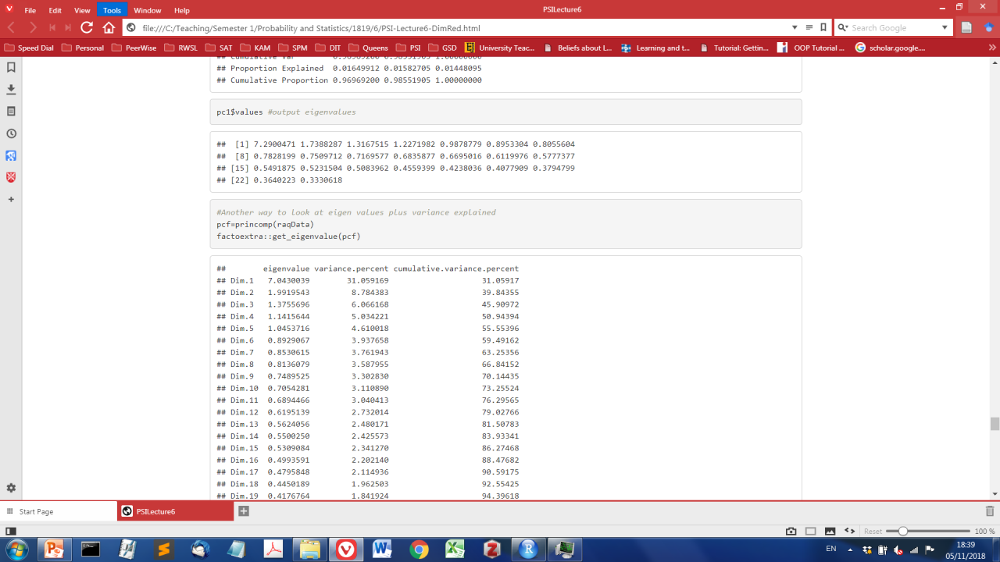 File Edit View Tools Window Help
PSILecture6
file:///C:/Teaching/Semester 1/Probability and Statistics/1819/6/PSI-Lecture6-DimRed.html
Search Google
Speed Dial Personal PeerWise RWSL SAT KAM SPM DIT Queens PSI GSD University Teac... Beliefs about L... Learning and t... Tutorial: Gettin... OOP Tutorial ... scholar.google....
## Cumulative Var 0.96969200 0.98551905 1.00000000
## Proportion Explained 0.01649912 0.01582705 0.01448095
## Cumulative Proportion 0.96969200 0.98551905 1.00000000
pc1$values #output eigenvalues
## [1] 7.2900471 1.7388287 1.3167515 1.2271982 0.9878779 0.8953304 0.8055604
## [8] 0.7828199 0.7509712 0.7169577 0.6835877 0.6695016 0.6119976 0.5777377
## [15] 0.5491875 0.5231504 0.5083962 0.4559399 0.4238036 0.4077909 0.3794799
## [22] 0.3640223 0.3330618
#Another way to look at eigen values plus variance explained
pcf=princomp(raqData)
factoextra::get_eigenvalue(pcf)
## eigenvalue variance.percent cumulative.variance.percent
## Dim.1 7.0430039 31.059169 31.05917
## Dim.2 1.9919543 8.784383 39.84355
## Dim.3 1.3755696 6.066168 45.90972
## Dim.4 1.1415644 5.034221 50.94394
## Dim.5 1.0453716 4.610018 55.55396
## Dim.6 0.8929067 3.937658 59.49162
## Dim.7 0.8530615 3.761943 63.25356
## Dim.8 0.8136079 3.587955 66.84152
## Dim.9 0.7489525 3.302830 70.14435
## Dim.10 0.7054281 3.110890 73.25524
## Dim.11 0.6894466 3.040413 76.29565
## Dim.12 0.6195139 2.732014 79.02766
## Dim.13 0.5624056 2.480171 81.50783
## Dim.14 0.5500250 2.425573 83.93341
## Dim.15 0.5309084 2.341270 86.27468
## Dim.16 0.4993591 2.202140 88.47682
## Dim.17 0.4795848 2.114936 90.59175
## Dim.18 0.4450189 1.962503 92.55425
## Dim.19 0.4176764 1.841924 94.39618
Start Page PSILecture6
Reset 100 %
EN 18:39
05/11/2018